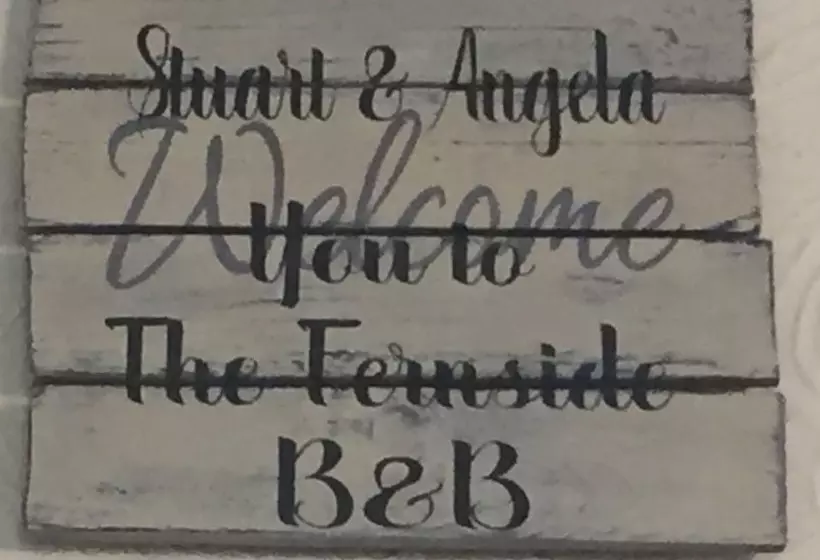 Stuart & Angela
Welcome
You to
The Fernside
B&B